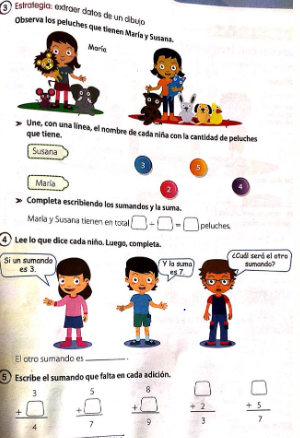 3 Estrategia: extraer datos de un dibujo
Observa los peluches que tienen María y Susana.
María
Une, con una línea, el nombre de cada niña con la cantidad de peluches
que tiene.
Susana
3 5
María
2 4
Completa escribiendo los sumandos y la suma.
María y Susana tienen en total + = peluches.
4 Lee lo que dice cada niño. Luego, completa.
Si un sumando
es 3.
Y la suma
es 7.
¿Cuál será el otro
sumando?
El otro sumando es ________.
5 Escribe el sumando que falta en cada adición.
3 5 8
+ + + + 2 + 5
4 7 9 3 7